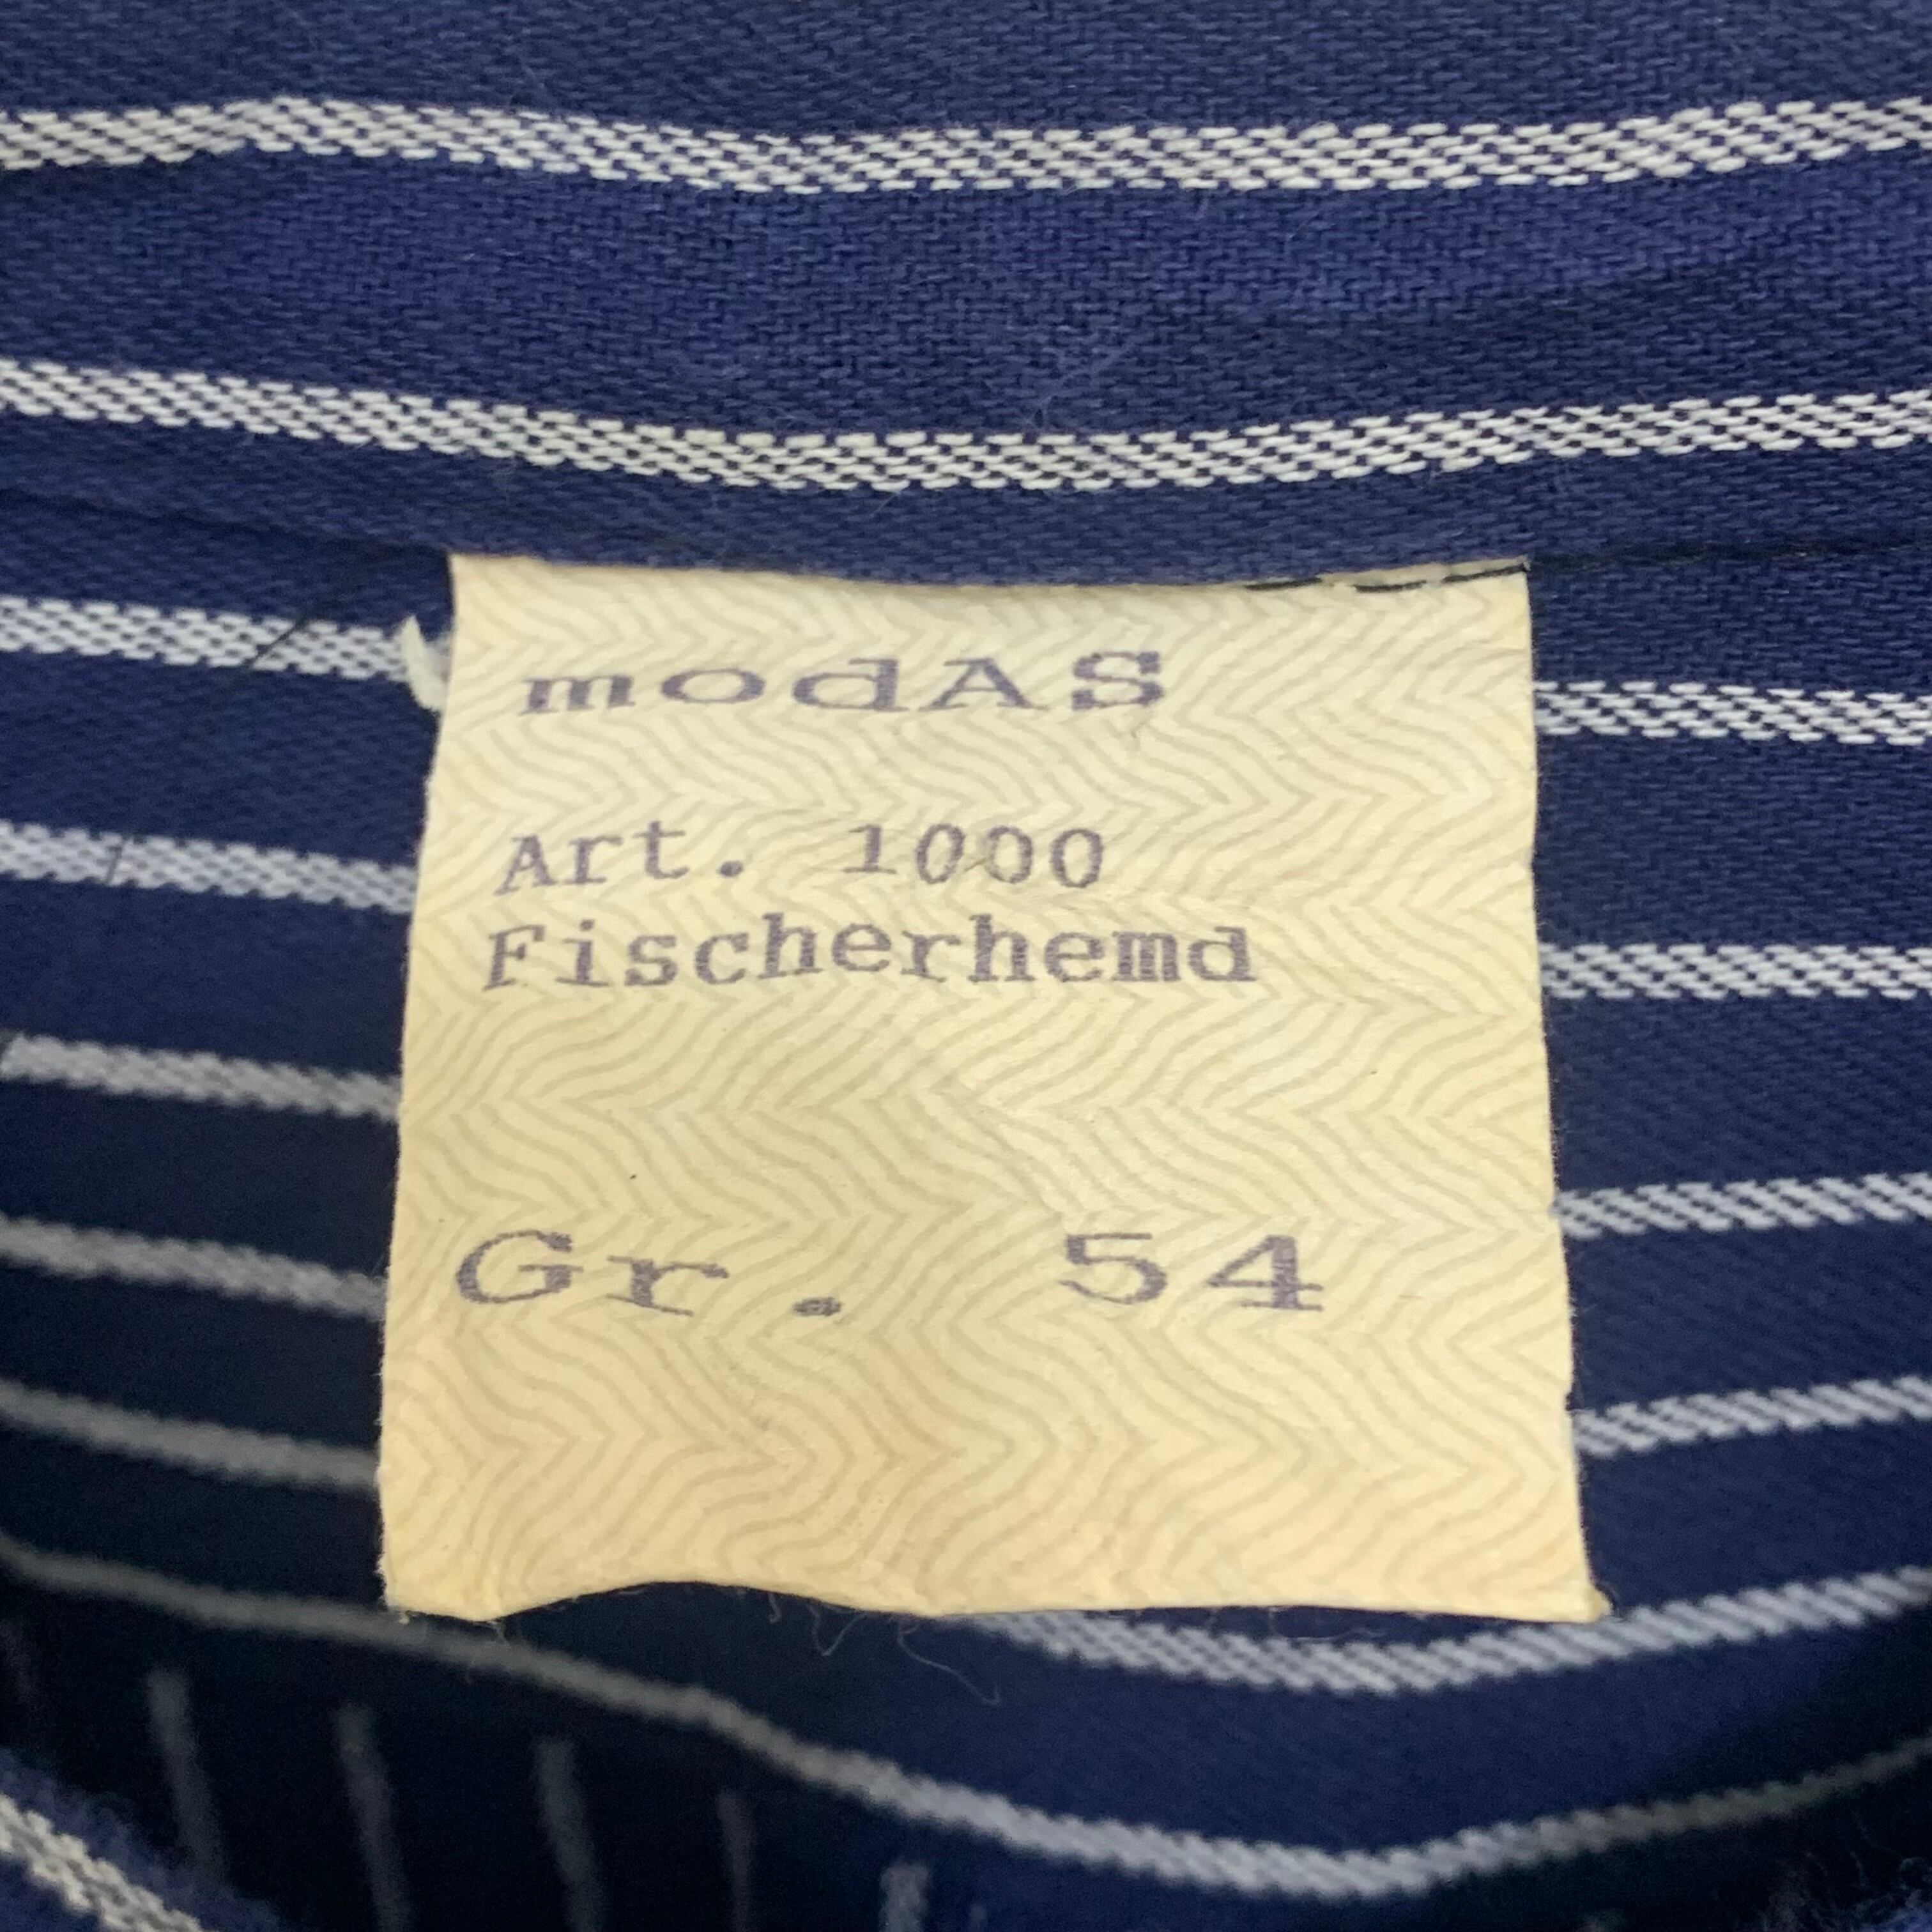 modAS
Art. 1000
Fischerhemd
Gr. 54